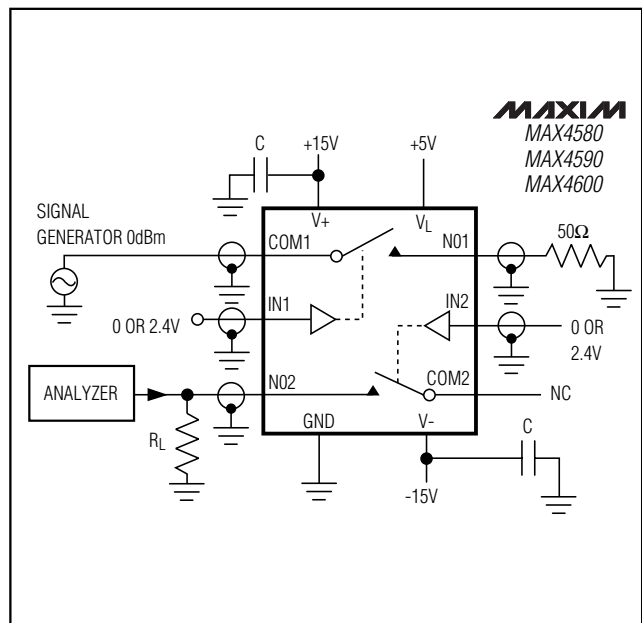 MAXIM
MAX4580
MAX4590
MAX4600
C
+15V
+5V
SIGNAL
GENERATOR 0dBm
V+
VL
50Ω
COM1
N01
IN1
IN2
0 OR 2.4V
0 OR
2.4V
ANALYZER
N02
COM2
NC
RL
GND
V-
C
-15V